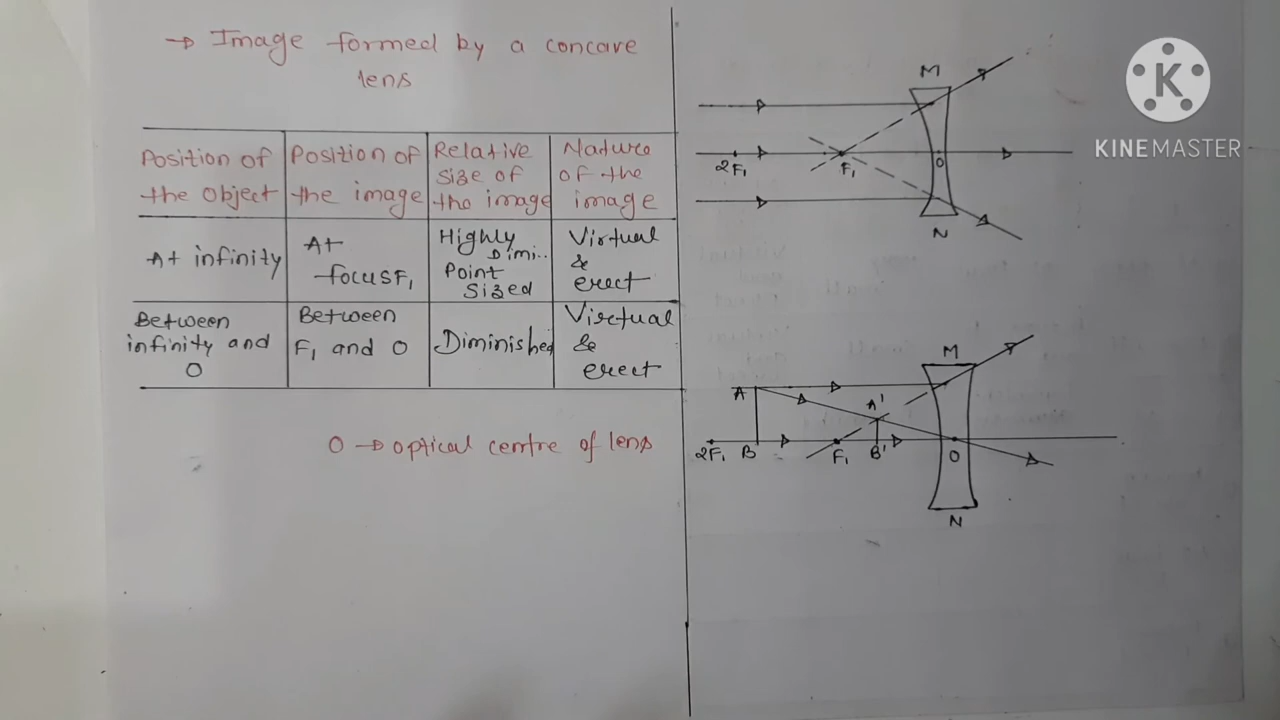 → Image formed by a concave
lens
Position of
the object
Position of
the image
Relative
size of
the image
Nature
of the
image
At infinity
At
focus F₁
Highly
Dimi..
Point
Sized
Virtual
&
erect
Between
infinity and
O
Between
F₁ and O
Diminished
Virtual
&
erect
O → optical centre of lens
M
2F₁ F₁ O
N
M
A A'
2F₁ B F₁ B' O
N
K
KINEMASTER